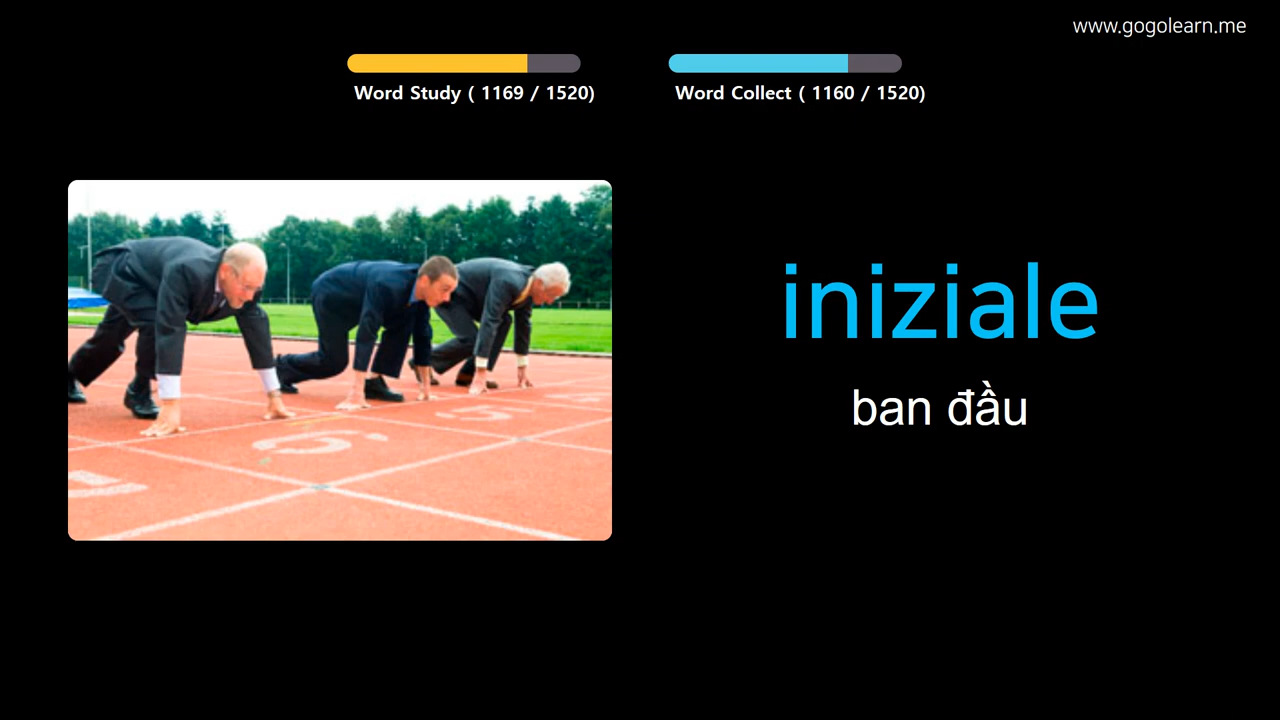 www.gogolearn.me
Word Study ( 1169 / 1520)
Word Collect ( 1160 / 1520)
iniziale
ban đầu